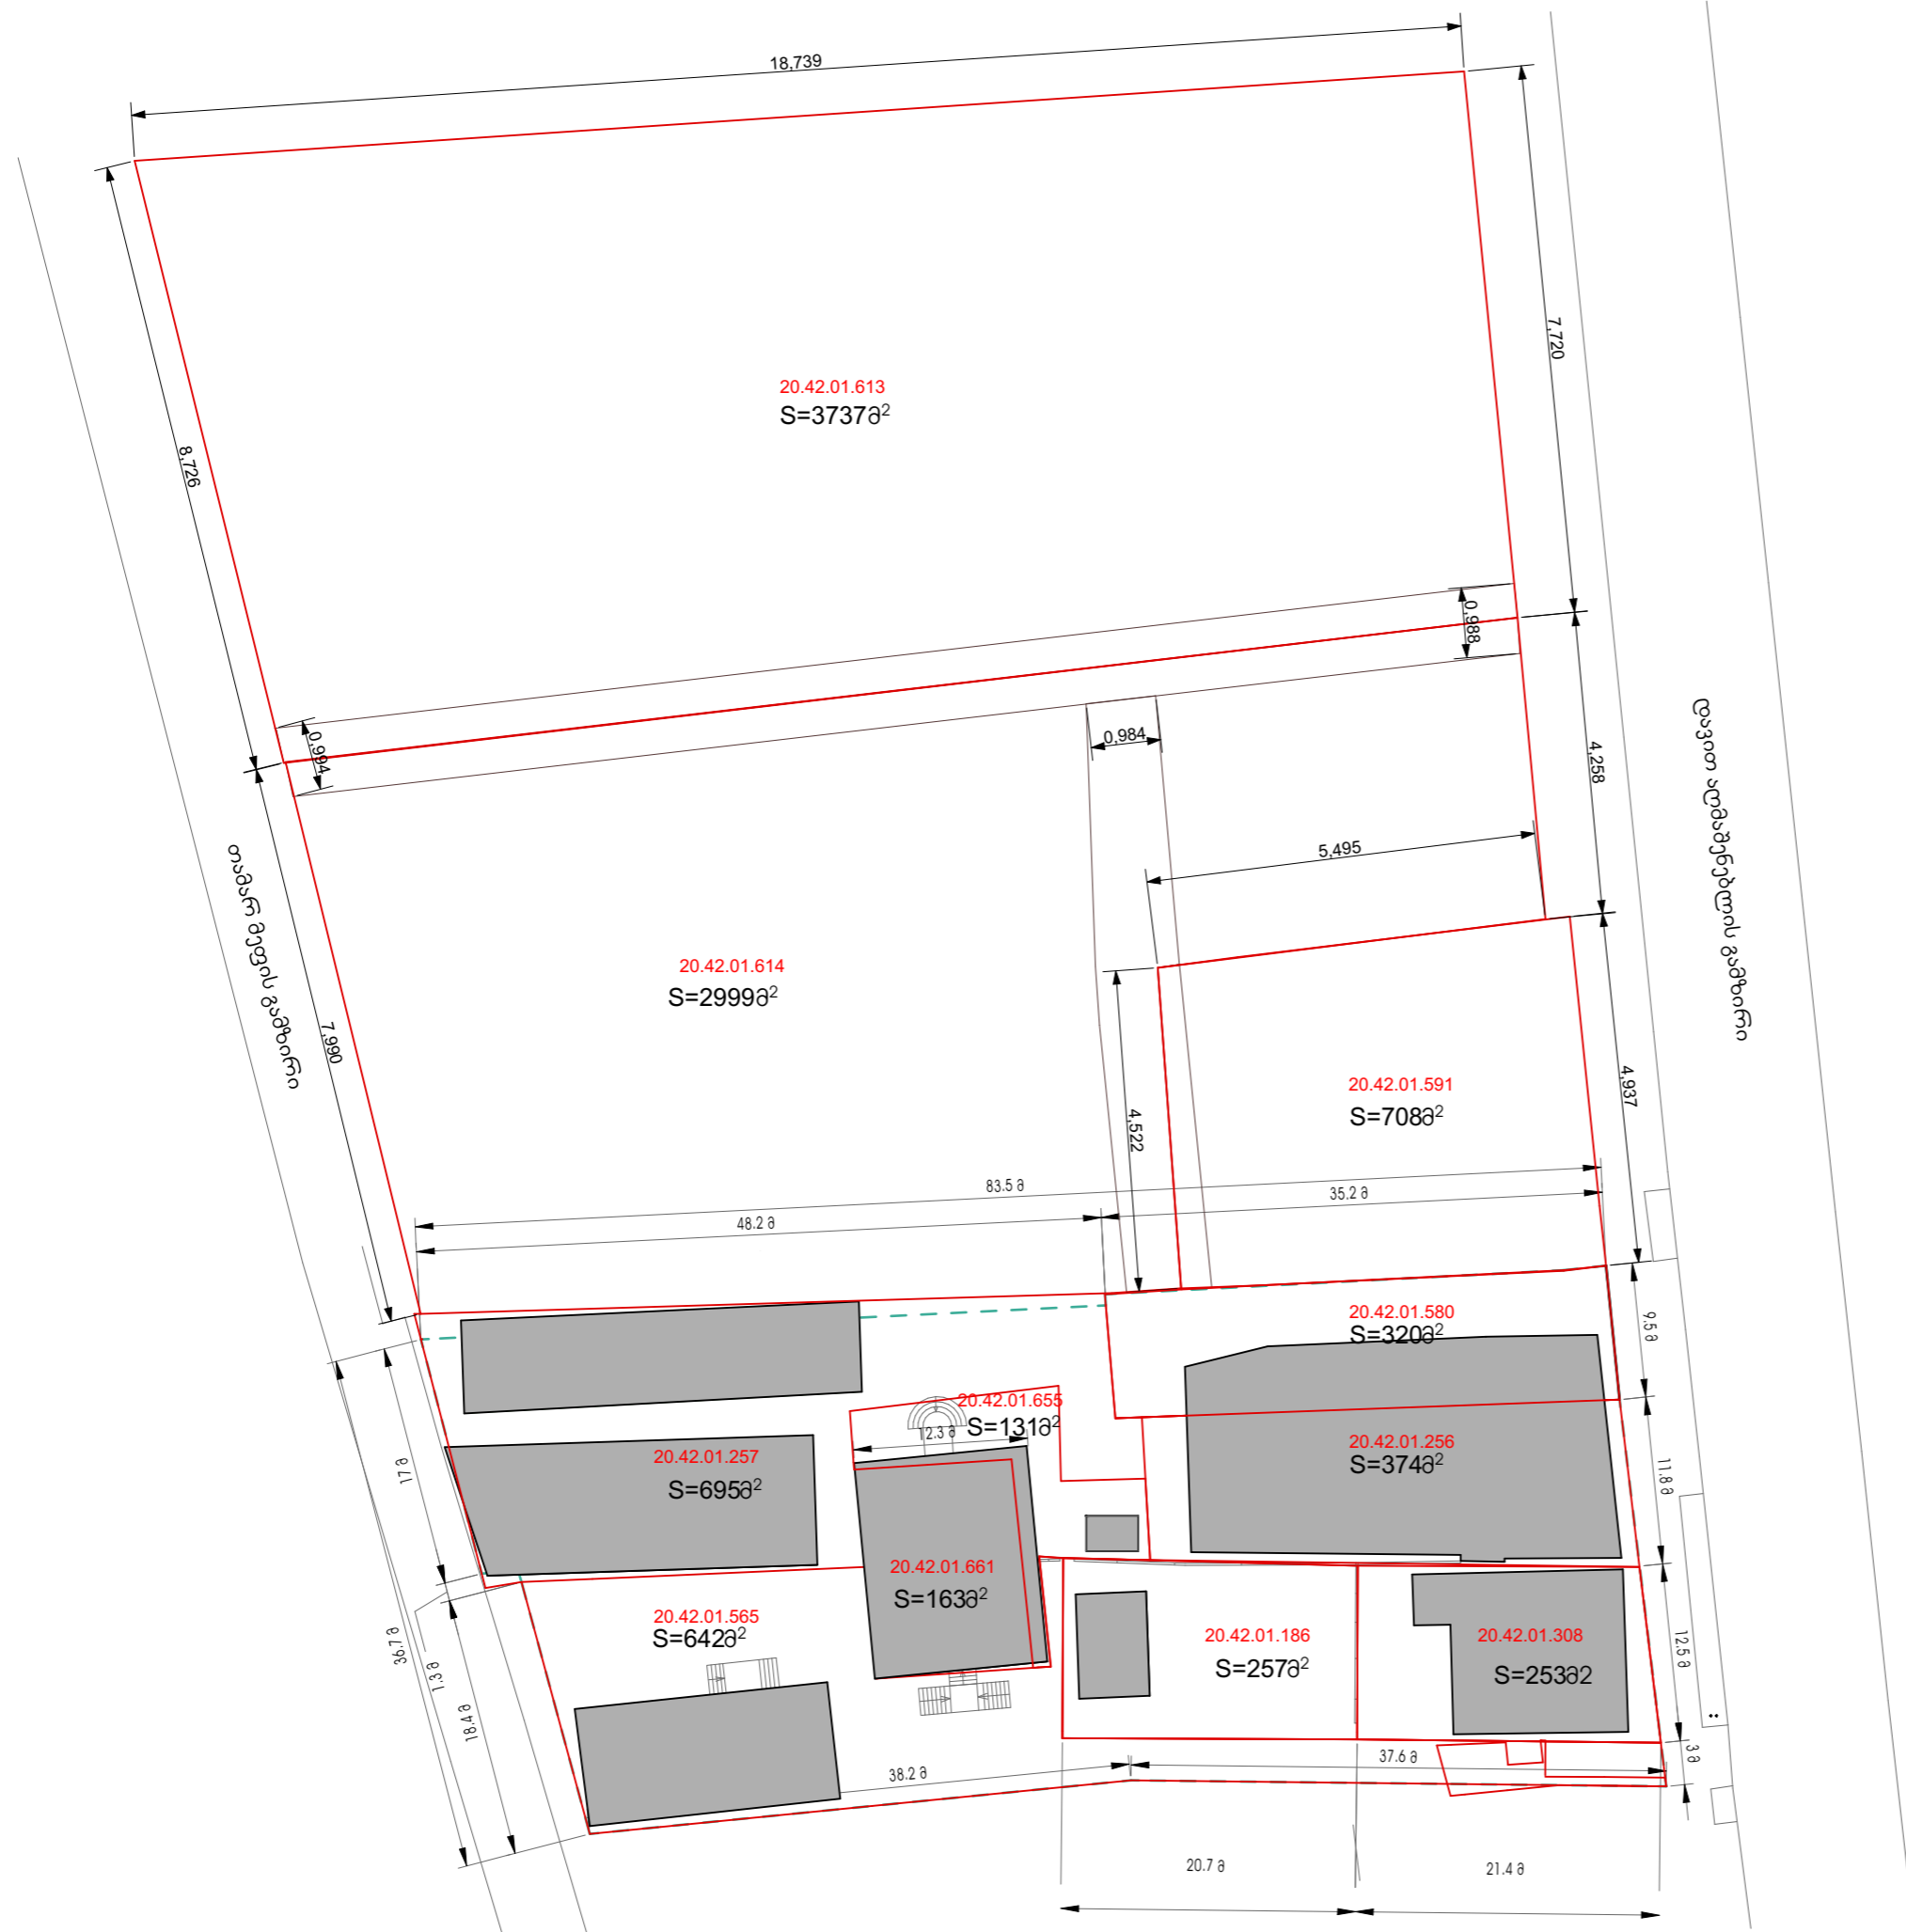 18,739
7,720
20.42.01.613
S=3737მ²
8,726
0,988
0,994
0,984
4,258
დავით აღმაშენებლის გამზირი
5,495
თამარ მეფის გამზირი
20.42.01.614
S=2999მ²
7,990
4,522
20.42.01.591
S=708მ²
4,937
83.5 მ
35.2 მ
48.2 მ
20.42.01.580
S=320მ²
9.5 მ
20.42.01.655
S=131მ²
12.3 მ
20.42.01.257
S=695მ²
20.42.01.256
S=374მ²
11.8 მ
17 მ
20.42.01.661
S=163მ²
20.42.01.565
S=642მ²
20.42.01.186
S=257მ²
20.42.01.308
S=253მ2
12.5 მ
36.7 მ
1.3 მ
18.4 მ
38.2 მ
37.6 მ
3 მ
20.7 მ
21.4 მ